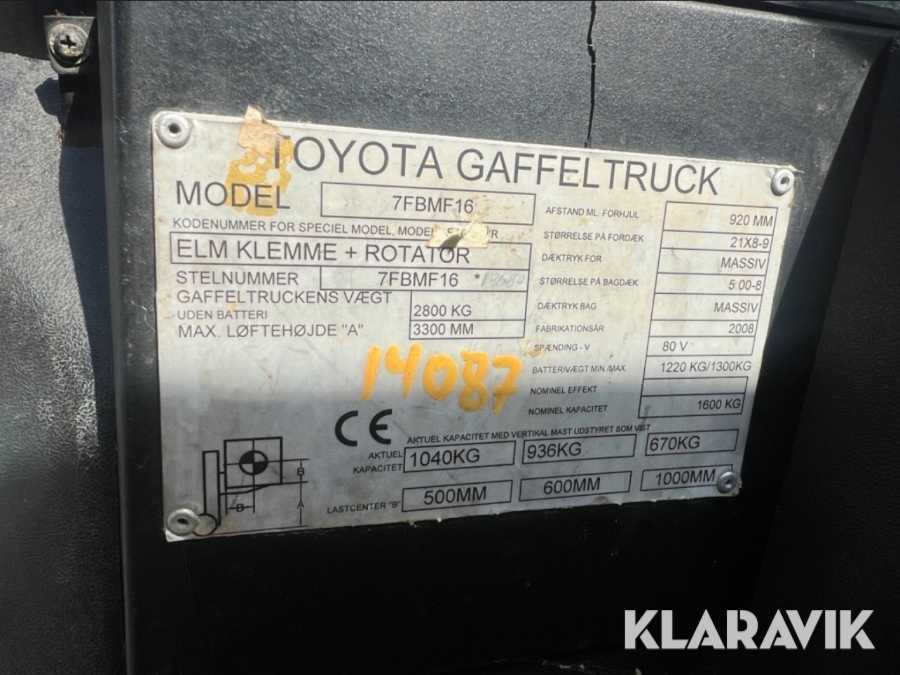 TOYOTA GAFFELTRUCK
MODEL 7FBMF16
KODENUMMER FOR SPECIEL MODEL,
ELM KLEMME + ROTATOR
STELNUMMER 7FBMF16 *
GAFFELTRUCKENS VÆGT
UDEN BATTERI 2800 KG
MAX. LØFTEHØJDE "A" 3300 MM
AFSTAND ML. FORHJUL 920 MM
STØRRELSE PÅ FORDÆK 21X8-9
DÆKTRYK FOR MASSIV
STØRRELSE PÅ BAGDÆK 5:00-8
DÆKTRYK BAG MASSIV
FABRIKATIONSÅR 2008
SPÆNDING - V 80 V
BATTERIVÆGT MIN./MAX. 1220 KG/1300KG
NOMINEL EFFEKT
NOMINEL KAPACITET 1600 KG
14087
CE
AKTUEL KAPACITET MED VERTIKAL MAST UDSTYRET SOM VIST
AKTUEL
KAPACITET 1040KG 936KG 670KG
LASTCENTER "B" 500MM 600MM 1000MM
B
A
KLARAVIK